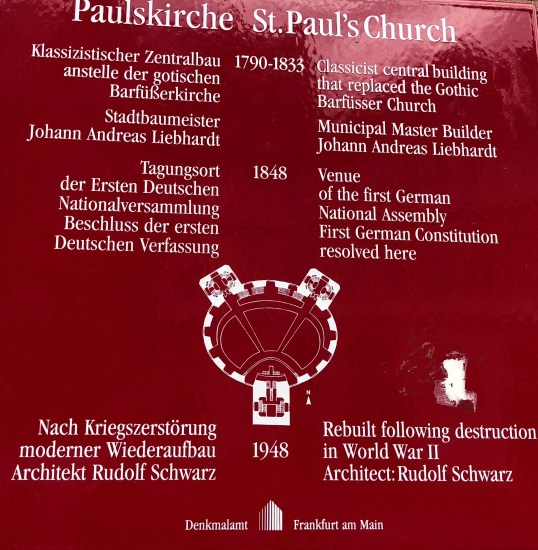 Paulskirche St. Paul's Church
Klassizistischer Zentralbau
anstelle der gotischen
Barfüßerkirche
1790-1833
Classicist central building
that replaced the Gothic
Barfüsser Church
Stadtbaumeister
Johann Andreas Liebhardt
Municipal Master Builder
Johann Andreas Liebhardt
Tagungsort
der Ersten Deutschen
Nationalversammlung
Beschluss der ersten
Deutschen Verfassung
1848
Venue
of the first German
National Assembly
First German Constitution
resolved here
N
Nach Kriegszerstörung
moderner Wiederaufbau
Architekt Rudolf Schwarz
1948
Rebuilt following destruction
in World War II
Architect: Rudolf Schwarz
Denkmalamt Frankfurt am Main